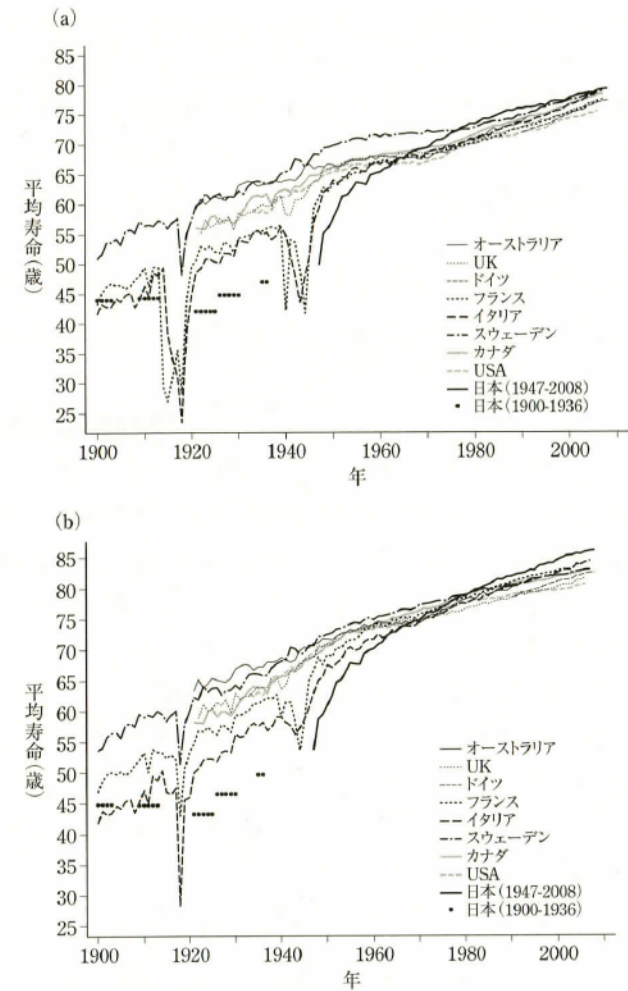 (a)
85
80
75
70
65
60
55
50
45
40
35
30
25
平均寿命(歳)
オーストラリア
UK
ドイツ
フランス
イタリア
スウェーデン
カナダ
USA
日本(1947-2008)
日本(1900-1936)
1900 1920 1940 1960 1980 2000
年
(b)
85
80
75
70
65
60
55
50
45
40
35
30
25
平均寿命(歳)
オーストラリア
UK
ドイツ
フランス
イタリア
スウェーデン
カナダ
USA
日本(1947-2008)
日本(1900-1936)
1900 1920 1940 1960 1980 2000
年